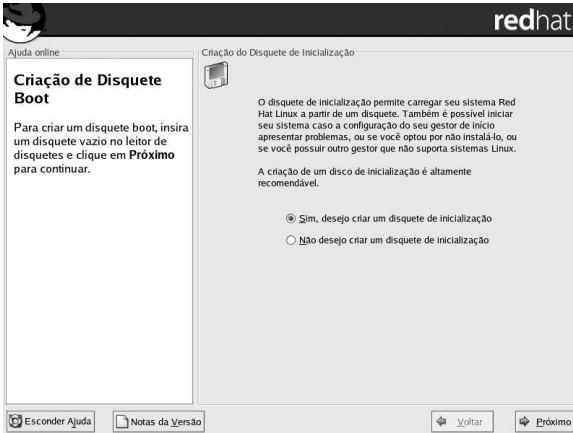 redhat
Ajuda online
Criação de Disquete
Boot
Para criar um disquete boot, insira
um disquete vazio no leitor de
disquetes e clique em Próximo
para continuar.
Criação do Disquete de Inicialização
O disquete de inicialização permite carregar seu sistema Red
Hat Linux a partir de um disquete. Também é possível iniciar
seu sistema caso a configuração do seu gestor de início
apresentar problemas, ou se você optou por não instalá-lo, ou
se você possuir outro gestor que não suporta sistemas Linux.
A criação de um disco de inicialização é altamente
recomendável.
Sim, desejo criar um disquete de inicialização
Não desejo criar um disquete de inicialização
Esconder Ajuda
Notas da Versão
Voltar
Próximo